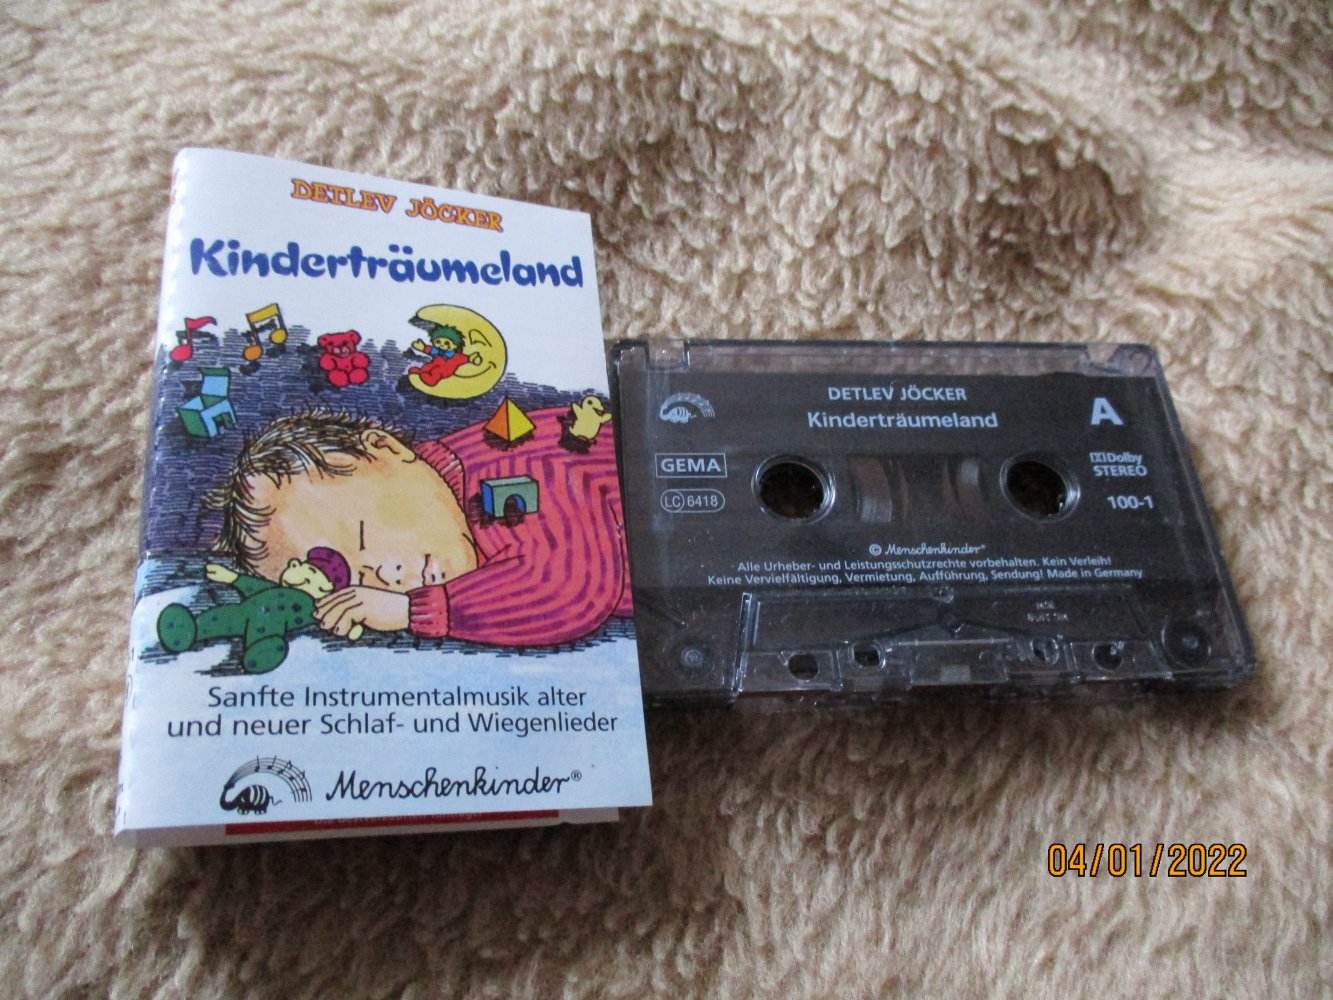 DETLEV JÖCKER
Kinderträumeland
Sanfte Instrumentalmusik alter
und neuer Schlaf- und Wiegenlieder
Menschenkinder®
DETLEV JÖCKER
Kinderträumeland
A
GEMA
LC 6418
Dolby
STEREO
100-1
© Menschenkinder®
Alle Urheber- und Leistungsschutzrechte vorbehalten. Kein Verleih!
Keine Vervielfältigung, Vermietung, Aufführung, Sendung! Made in Germany
04/01/2022